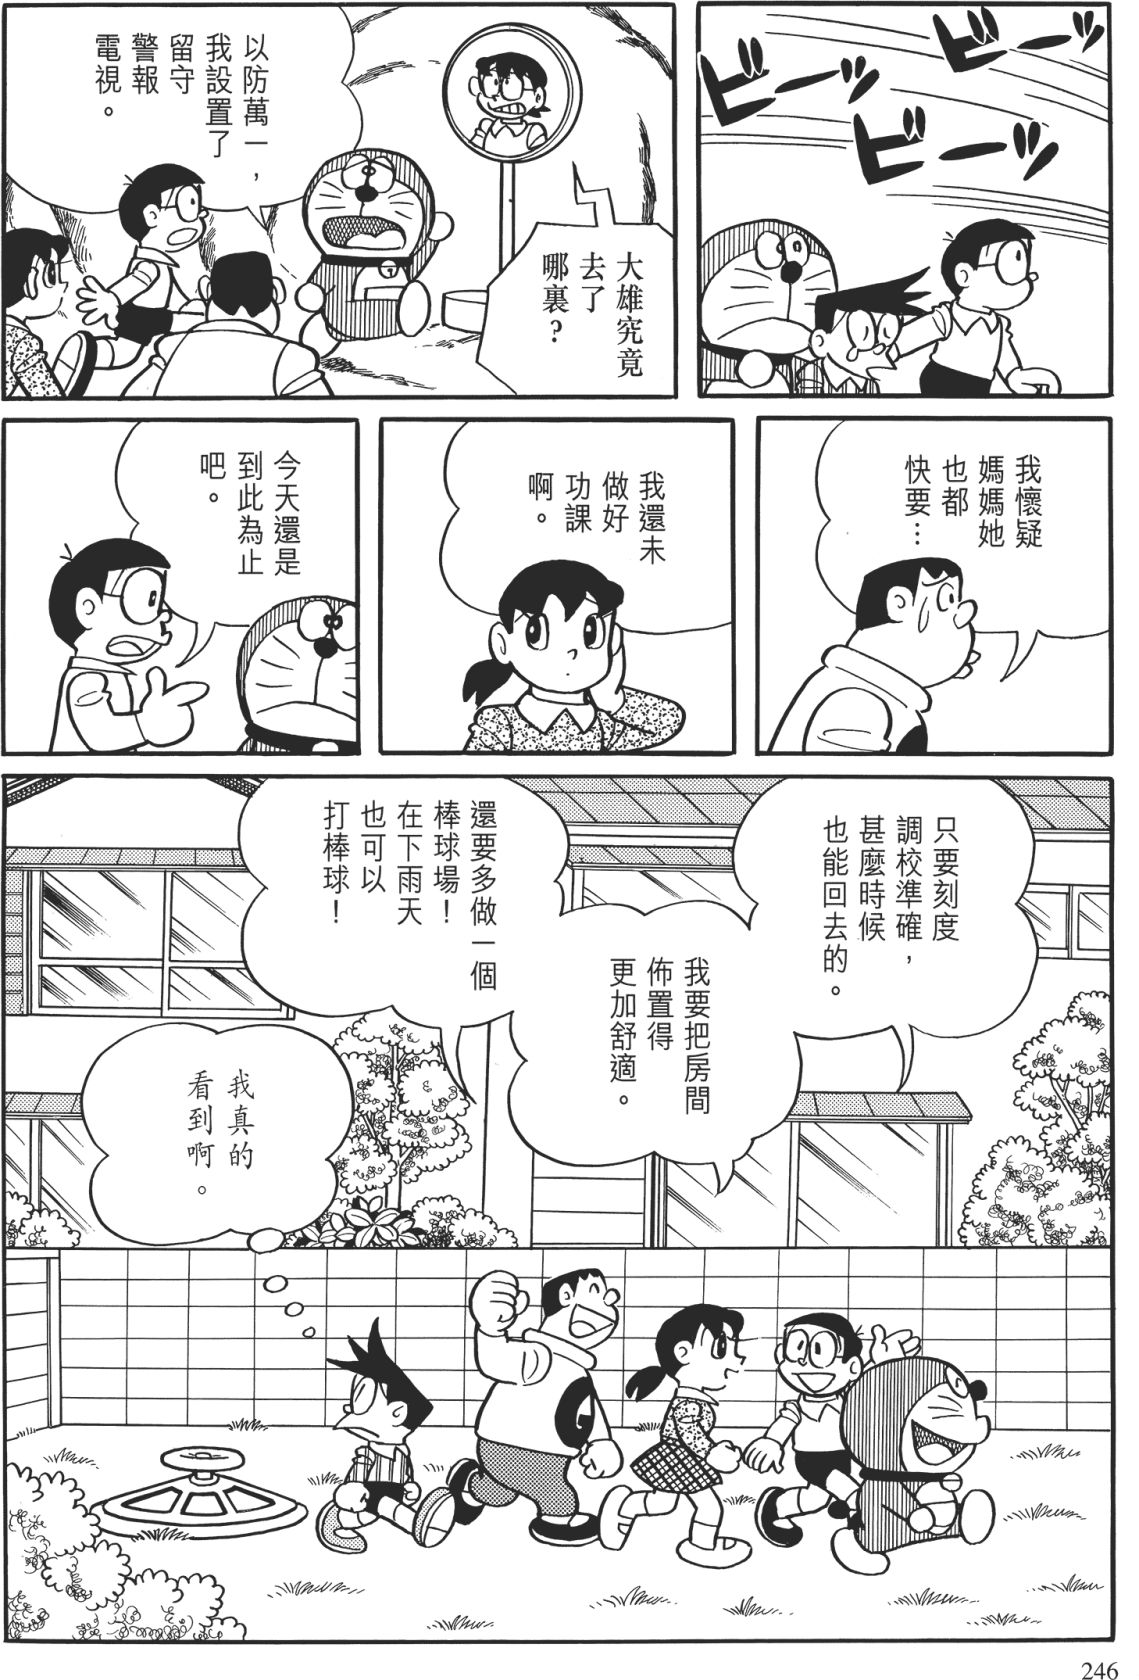 ビーッ
ビーッ
ビーッ
大雄究竟
去了
哪裏？
以防萬一，
我設置了
留守
警報
電視。
我懷疑
媽媽她
也都
快要…
我還未
做好
功課
啊。
今天還是
到此為止
吧。
只要刻度
調校準確，
甚麼時候
也能回去的。
我要把房間
佈置得
更加舒適。
還要多做一個
棒球場！
在下雨天
也可以
打棒球！
我真的
看到啊。
246